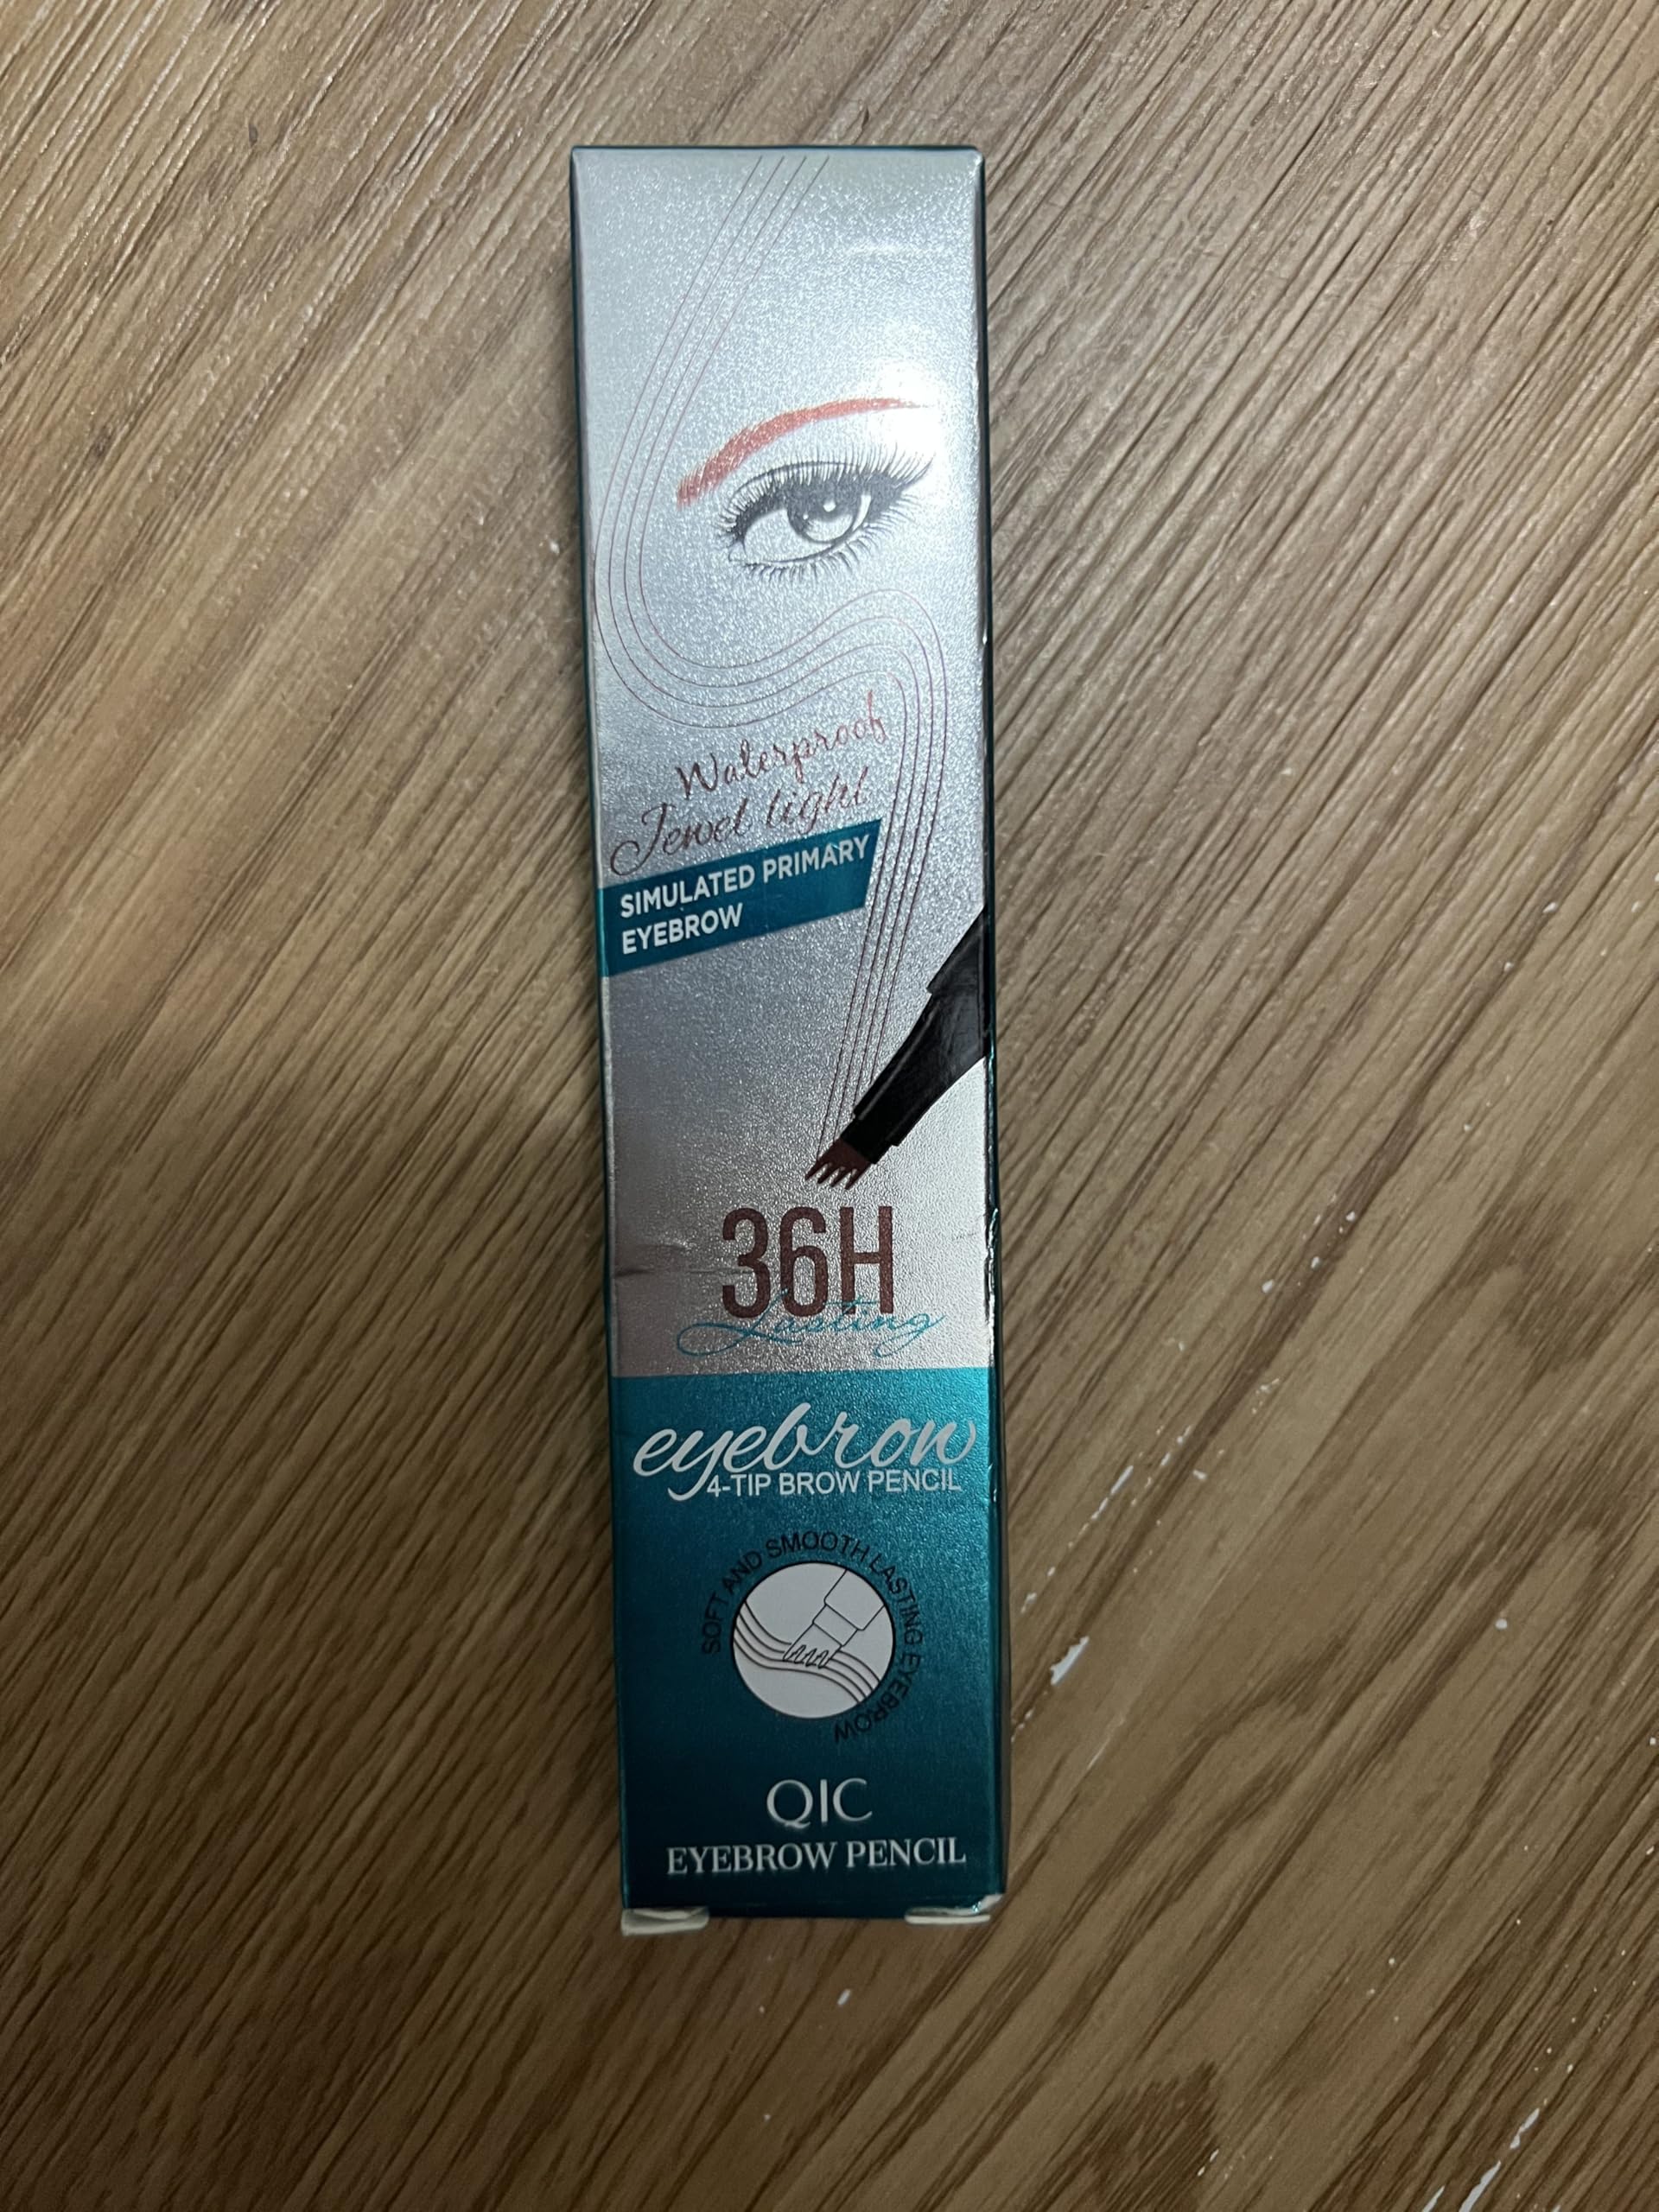 Waterproof
Jewel light
SIMULATED PRIMARY
EYEBROW
36H
Lasting
eyebrow
4-TIP BROW PENCIL
SOFT AND SMOOTH LASTING EYEBROW
QIC
EYEBROW PENCIL